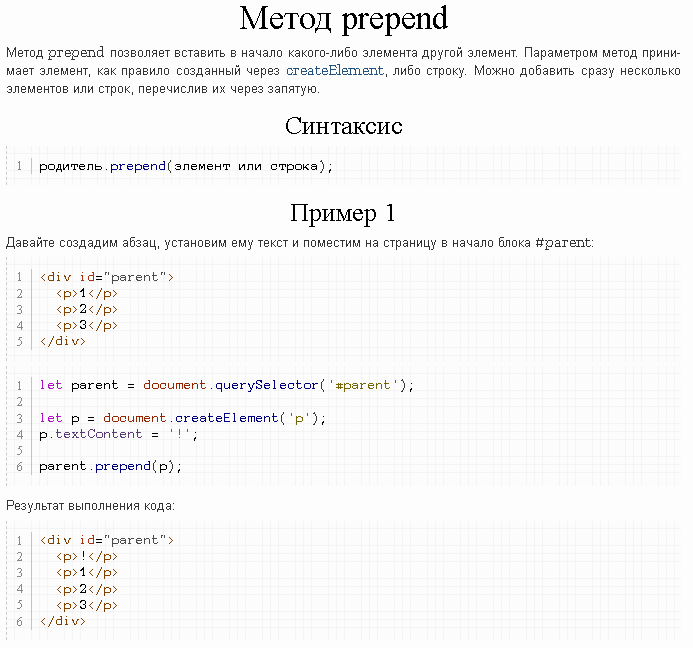 Метод prepend
Метод prepend позволяет вставить в начало какого-либо элемента другой элемент. Параметром метод прини-
мает элемент, как правило созданный через createElement, либо строку. Можно добавить сразу несколько
элементов или строк, перечислив их через запятую.
Синтаксис
1 родитель.prepend(элемент или строка);
Пример 1
Давайте создадим абзац, установим ему текст и поместим на страницу в начало блока #parent:
1 <div id="parent">
2   <p>1</p>
3   <p>2</p>
4   <p>3</p>
5 </div>
1 let parent = document.querySelector('#parent');
2
3 let p = document.createElement('p');
4 p.textContent = '!';
5
6 parent.prepend(p);
Результат выполнения кода:
1 <div id="parent">
2   <p>!</p>
3   <p>1</p>
4   <p>2</p>
5   <p>3</p>
6 </div>